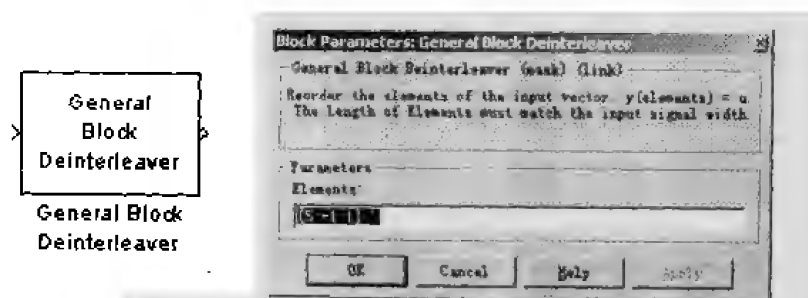 General
Block
Deinterleaver
General Block
Deinterleaver
Block Parameters: General Block Deinterleaver
General Block Deinterleaver (mask) (link)
Reorder the elements of the input vector y(elements) = u.
The Length of Elements must match the input signal width
Parameters
Elements:
OK
Cancel
Help
Apply